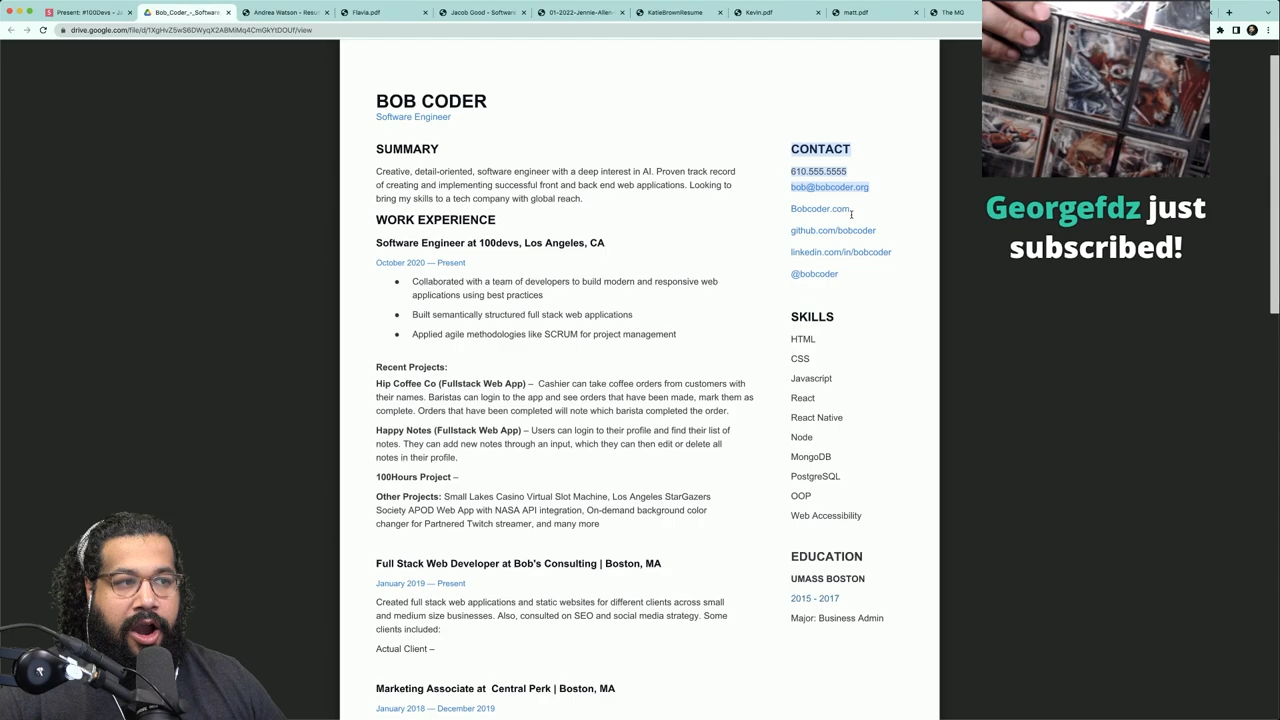 Present: #100Devs - Ja
Bob_Coder_-_Software
Andrea Watson - Resum
Flavia.pdf
Jacob Good - Software
01-2022-Jennie-Allen-
KatieBrownResume
Kevin.pdf
matt.pdf
The MG
drive.google.com/file/d/1XgHvZ5wS6DWyqX2ABMiMq4CmGkYtDOUf/view
BOB CODER
Software Engineer
SUMMARY
Creative, detail-oriented, software engineer with a deep interest in AI. Proven track record
of creating and implementing successful front and back end web applications. Looking to
bring my skills to a tech company with global reach.
WORK EXPERIENCE
Software Engineer at 100devs, Los Angeles, CA
October 2020 — Present
● Collaborated with a team of developers to build modern and responsive web
applications using best practices
● Built semantically structured full stack web applications
● Applied agile methodologies like SCRUM for project management
Recent Projects:
Hip Coffee Co (Fullstack Web App) – Cashier can take coffee orders from customers with
their names. Baristas can login to the app and see orders that have been made, mark them as
complete. Orders that have been completed will note which barista completed the order.
Happy Notes (Fullstack Web App) – Users can login to their profile and find their list of
notes. They can add new notes through an input, which they can then edit or delete all
notes in their profile.
100Hours Project –
Other Projects: Small Lakes Casino Virtual Slot Machine, Los Angeles StarGazers
Society APOD Web App with NASA API integration, On-demand background color
changer for Partnered Twitch streamer, and many more
Full Stack Web Developer at Bob's Consulting | Boston, MA
January 2019 — Present
Created full stack web applications and static websites for different clients across small
and medium size businesses. Also, consulted on SEO and social media strategy. Some
clients included:
Actual Client –
Marketing Associate at Central Perk | Boston, MA
January 2018 — December 2019
CONTACT
610.555.5555
bob@bobcoder.org
Bobcoder.com
github.com/bobcoder
linkedin.com/in/bobcoder
@bobcoder
SKILLS
HTML
CSS
Javascript
React
React Native
Node
MongoDB
PostgreSQL
OOP
Web Accessibility
EDUCATION
UMASS BOSTON
2015 - 2017
Major: Business Admin
Georgefdz just
subscribed!